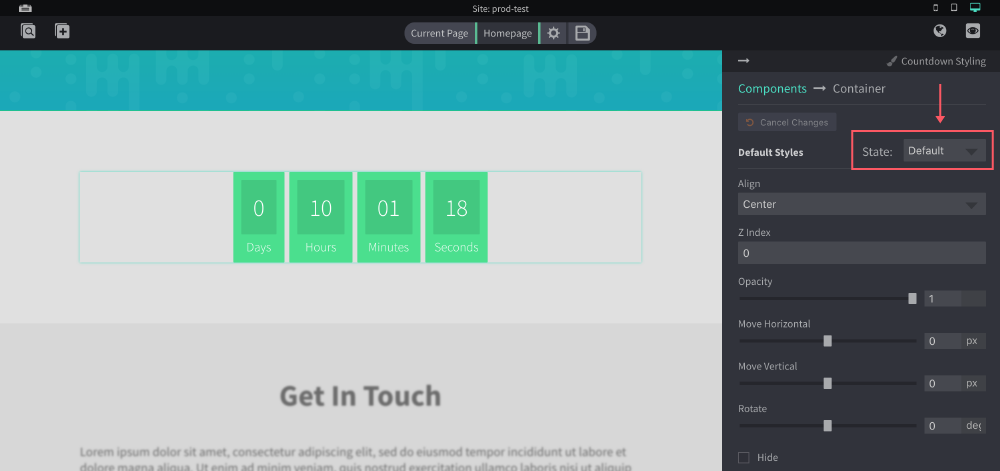 Site: prod-test
Current Page
Homepage
Countdown Styling
Components → Container
Cancel Changes
Default Styles
State:
Default
Align
Center
Z Index
0
Opacity
1
Move Horizontal
0 px
Move Vertical
0 px
Rotate
0 deg
Hide
0 10 01 18
Days Hours Minutes Seconds
Get In Touch
Lorem ipsum dolor sit amet, consectetur adipiscing elit, sed do eiusmod tempor incididunt ut labore et
dolore magna aliqua. Ut enim ad minim veniam, quis nostrud exercitation ullamco laboris nisi ut aliquip